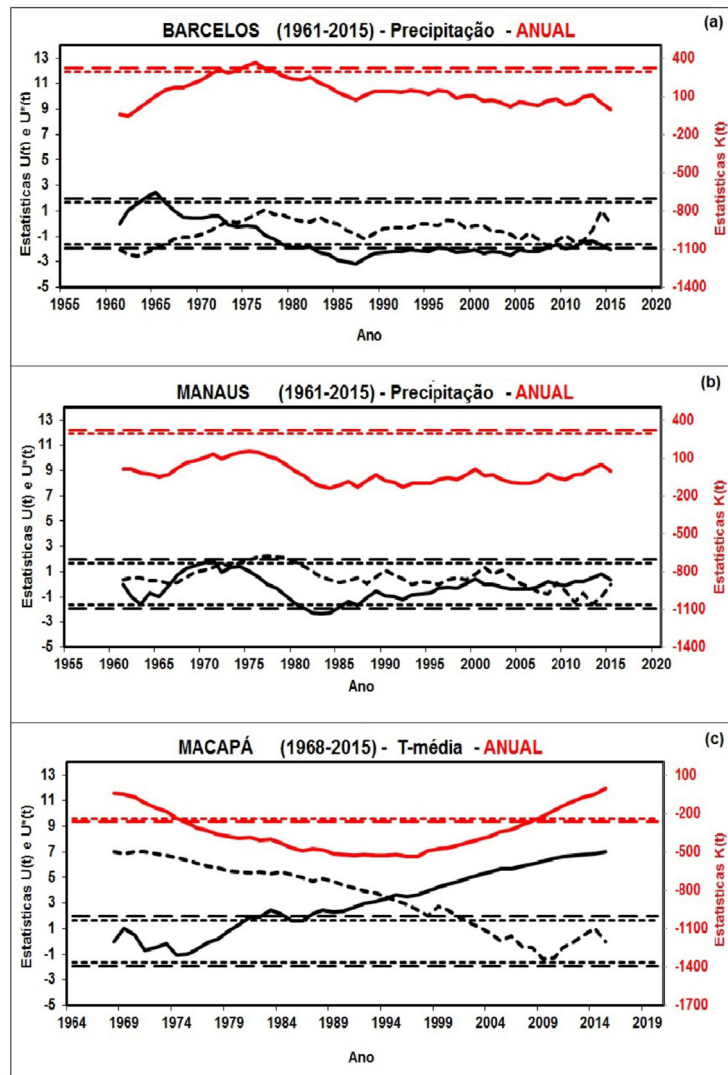 BARCELOS (1961-2015) - Precipitação - ANUAL
(a)
Estatísticas U(t) e U*(t)
13
11
9
7
5
3
1
-1
-3
-5
400
100
-200
-500
-800
-1100
-1400
Estatísticas K(t)
1955 1960 1965 1970 1975 1980 1985 1990 1995 2000 2005 2010 2015 2020
Ano
MANAUS (1961-2015) - Precipitação - ANUAL
(b)
Estatísticas U(t) e U*(t)
13
11
9
7
5
3
1
-1
-3
-5
400
100
-200
-500
-800
-1100
-1400
Estatísticas K(t)
1955 1960 1965 1970 1975 1980 1985 1990 1995 2000 2005 2010 2015 2020
Ano
MACAPÁ (1968-2015) - T-média - ANUAL
(c)
Estatísticas U(t) e U*(t)
13
11
9
7
5
3
1
-1
-3
-5
100
-200
-500
-800
-1100
-1400
-1700
Estatísticas K(t)
1964 1969 1974 1979 1984 1989 1994 1999 2004 2009 2014 2019
Ano